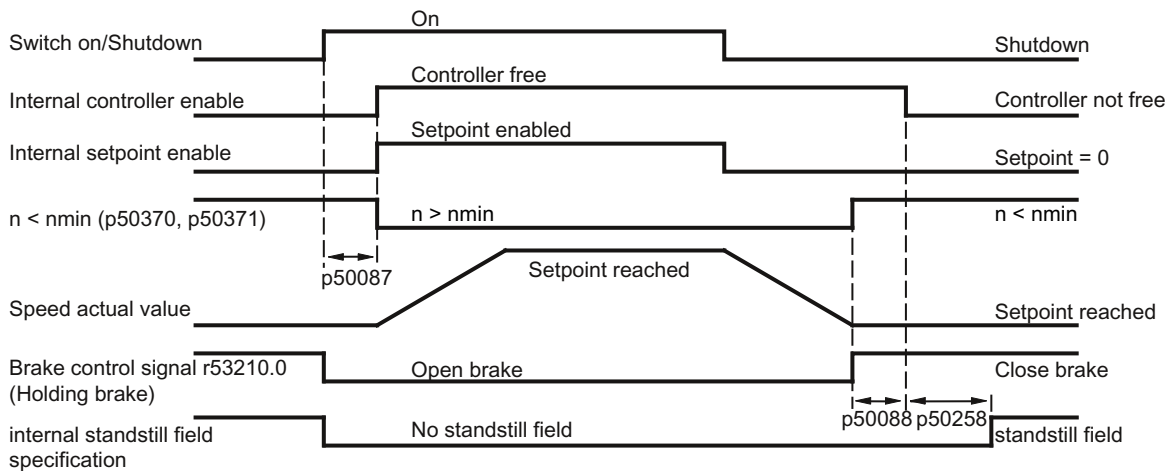 On
Switch on/Shutdown
Shutdown
Controller free
Internal controller enable
Controller not free
Setpoint enabled
Internal setpoint enable
Setpoint = 0
n < nmin (p50370, p50371)
n > nmin
n < nmin
p50087
Setpoint reached
Speed actual value
Setpoint reached
Brake control signal r53210.0
(Holding brake)
Open brake
Close brake
p50088
p50258
internal standstill field
specification
No standstill field
standstill field